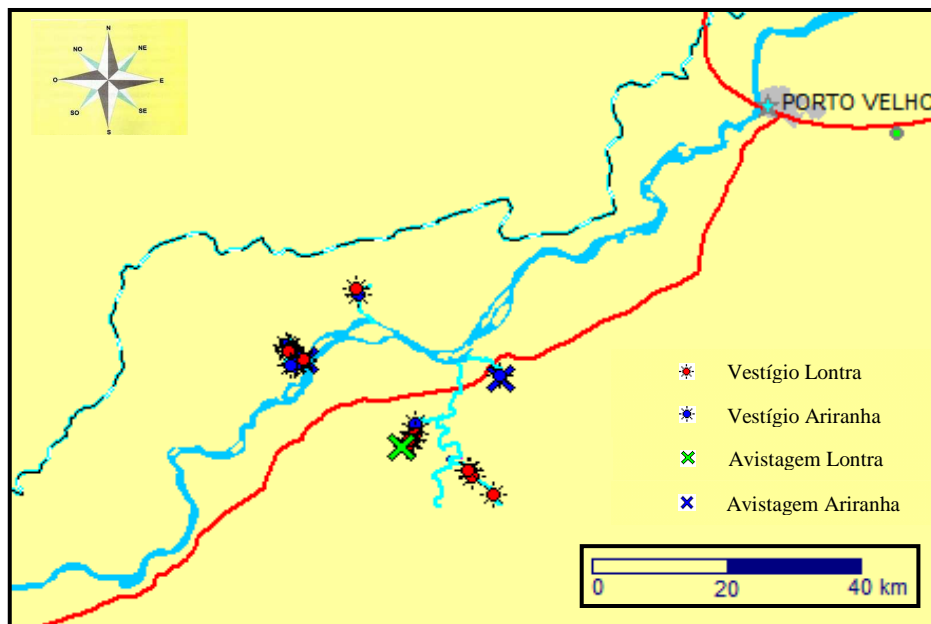 N
NO NE
O E
SO SE
S
PORTO VELHO
Vestígio Lontra
Vestígio Ariranha
Avistagem Lontra
Avistagem Ariranha
0 20 40 km